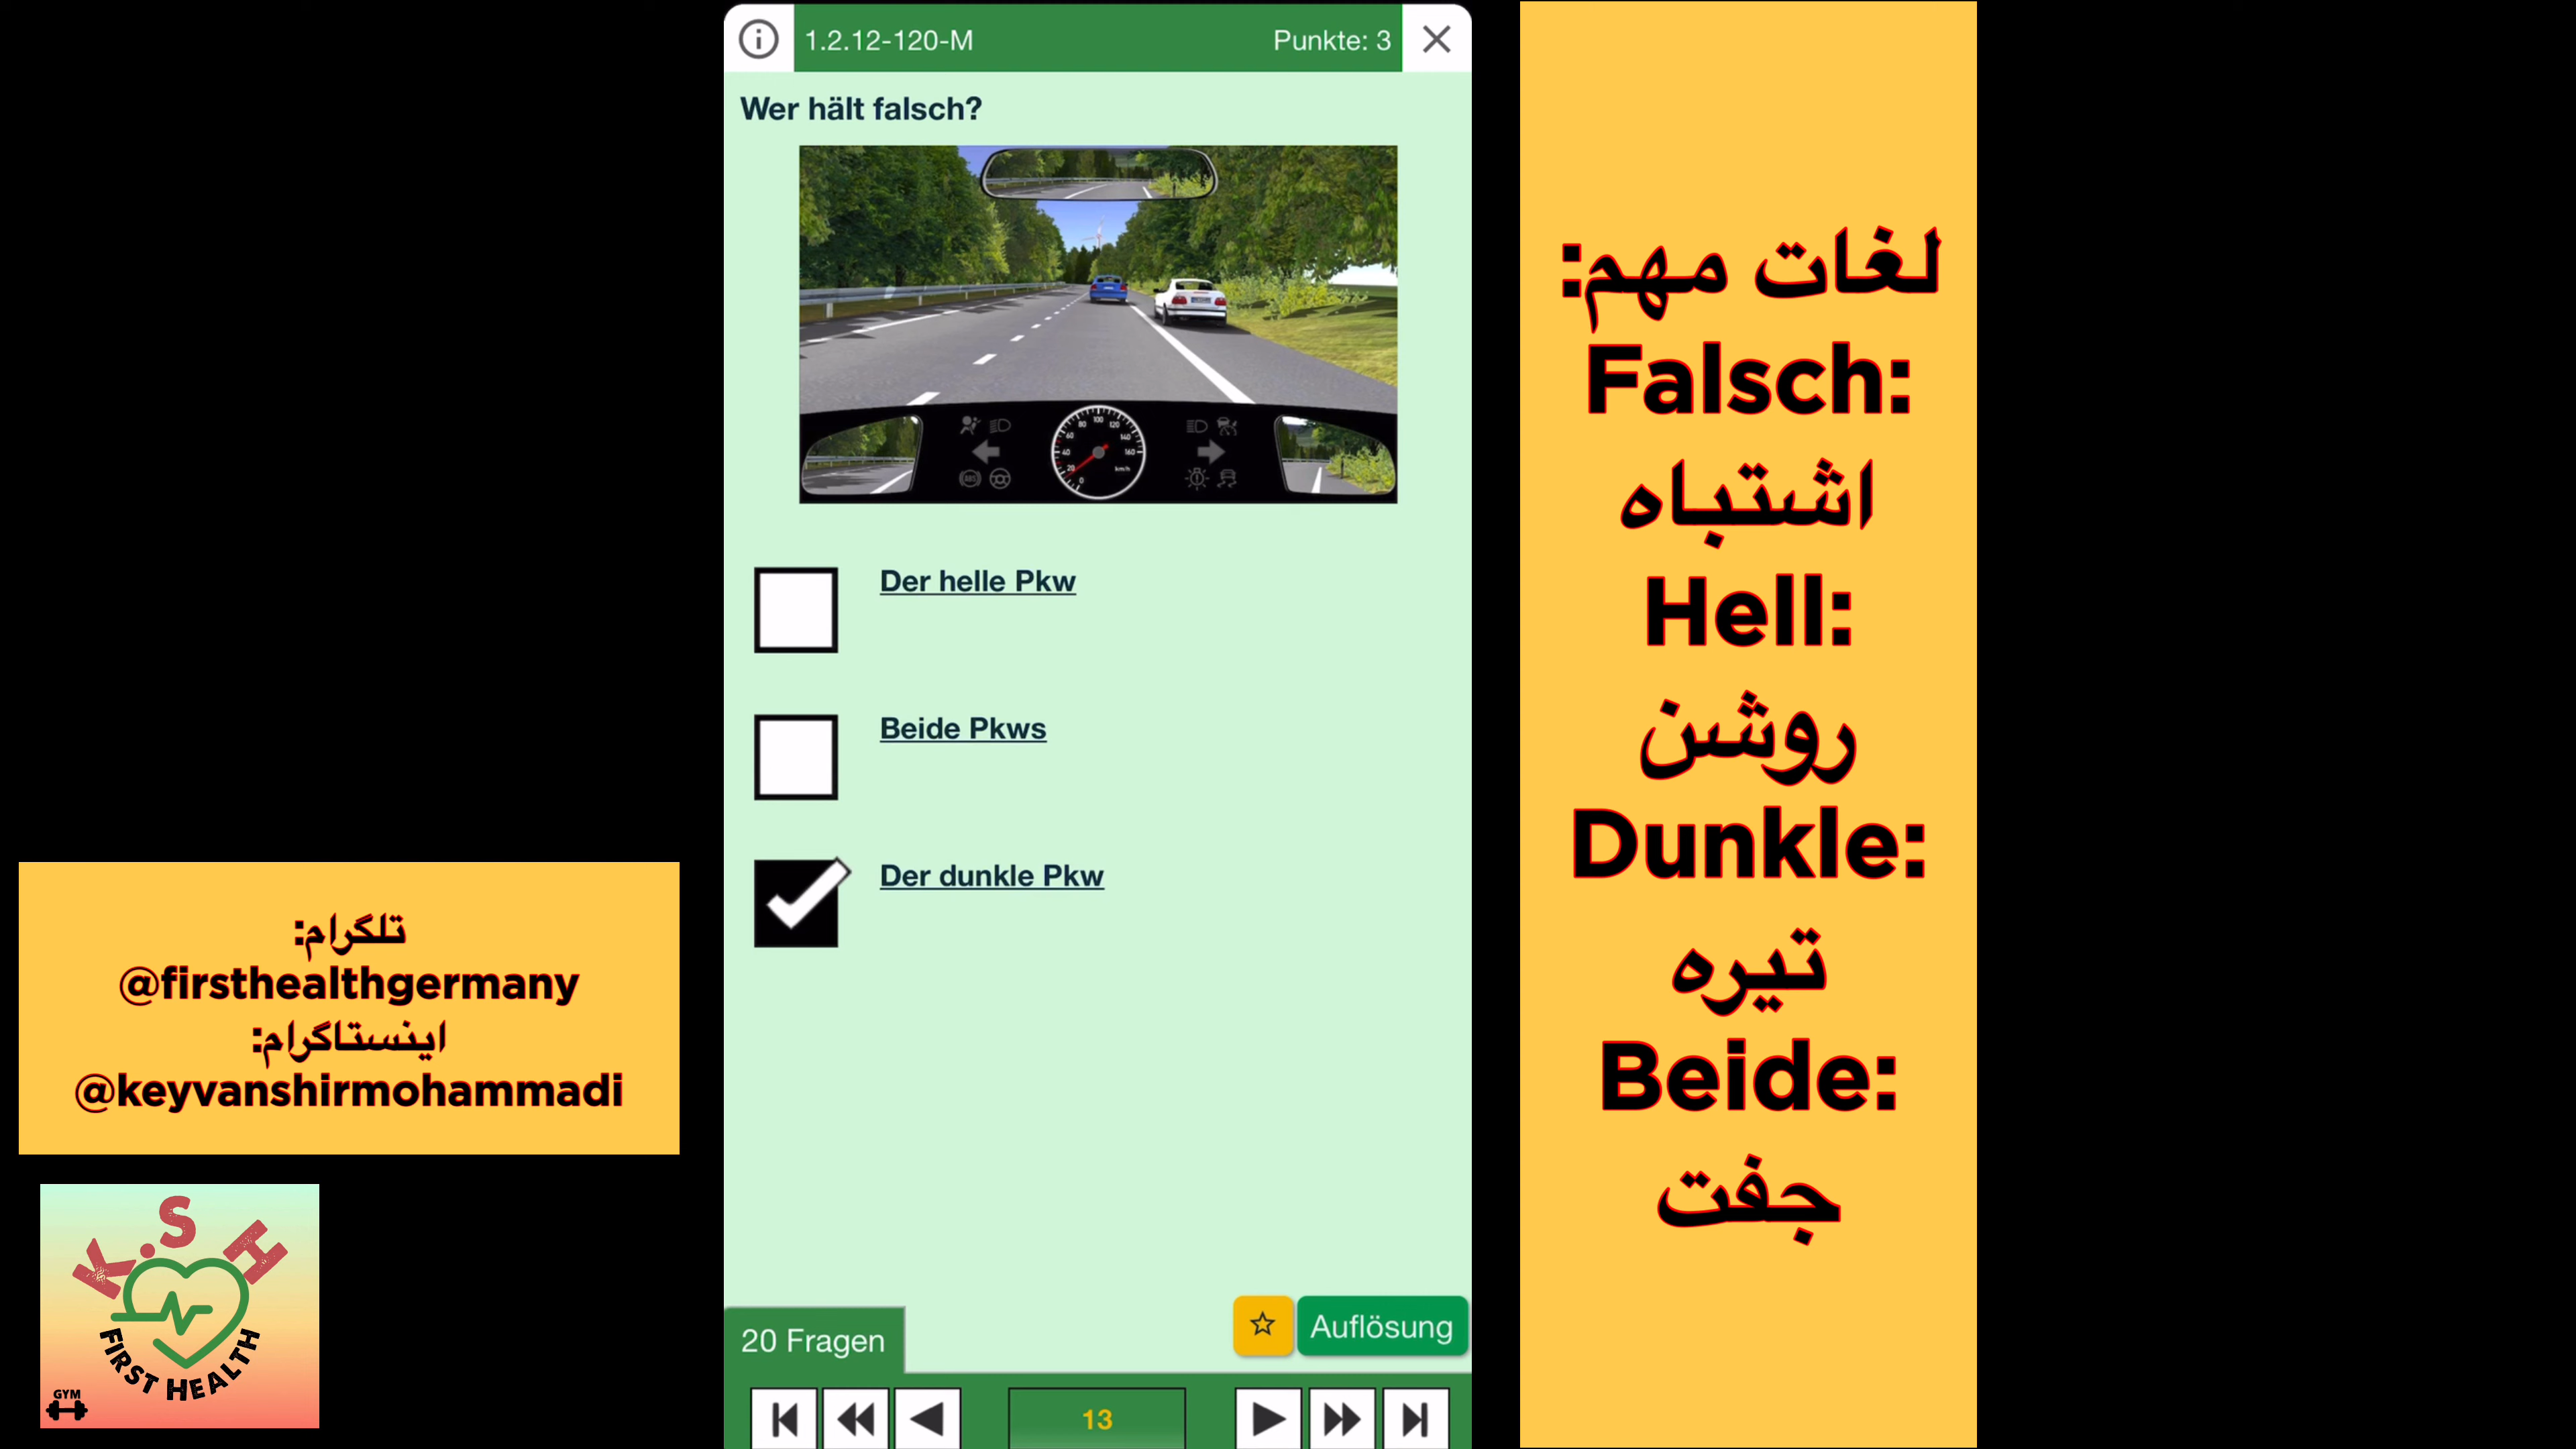 1.2.12-120-M
Punkte: 3
Wer hält falsch?
Der helle Pkw
Beide Pkws
Der dunkle Pkw
20 Fragen
Auflösung
13
لغات مهم:
Falsch:
اشتباه
Hell:
روشن
Dunkle:
تیره
Beide:
جفت
تلگرام:
@firsthealthgermany
اینستاگرام:
@keyvanshirmohammadi
K.SH
FIRST HEALTH
GYM